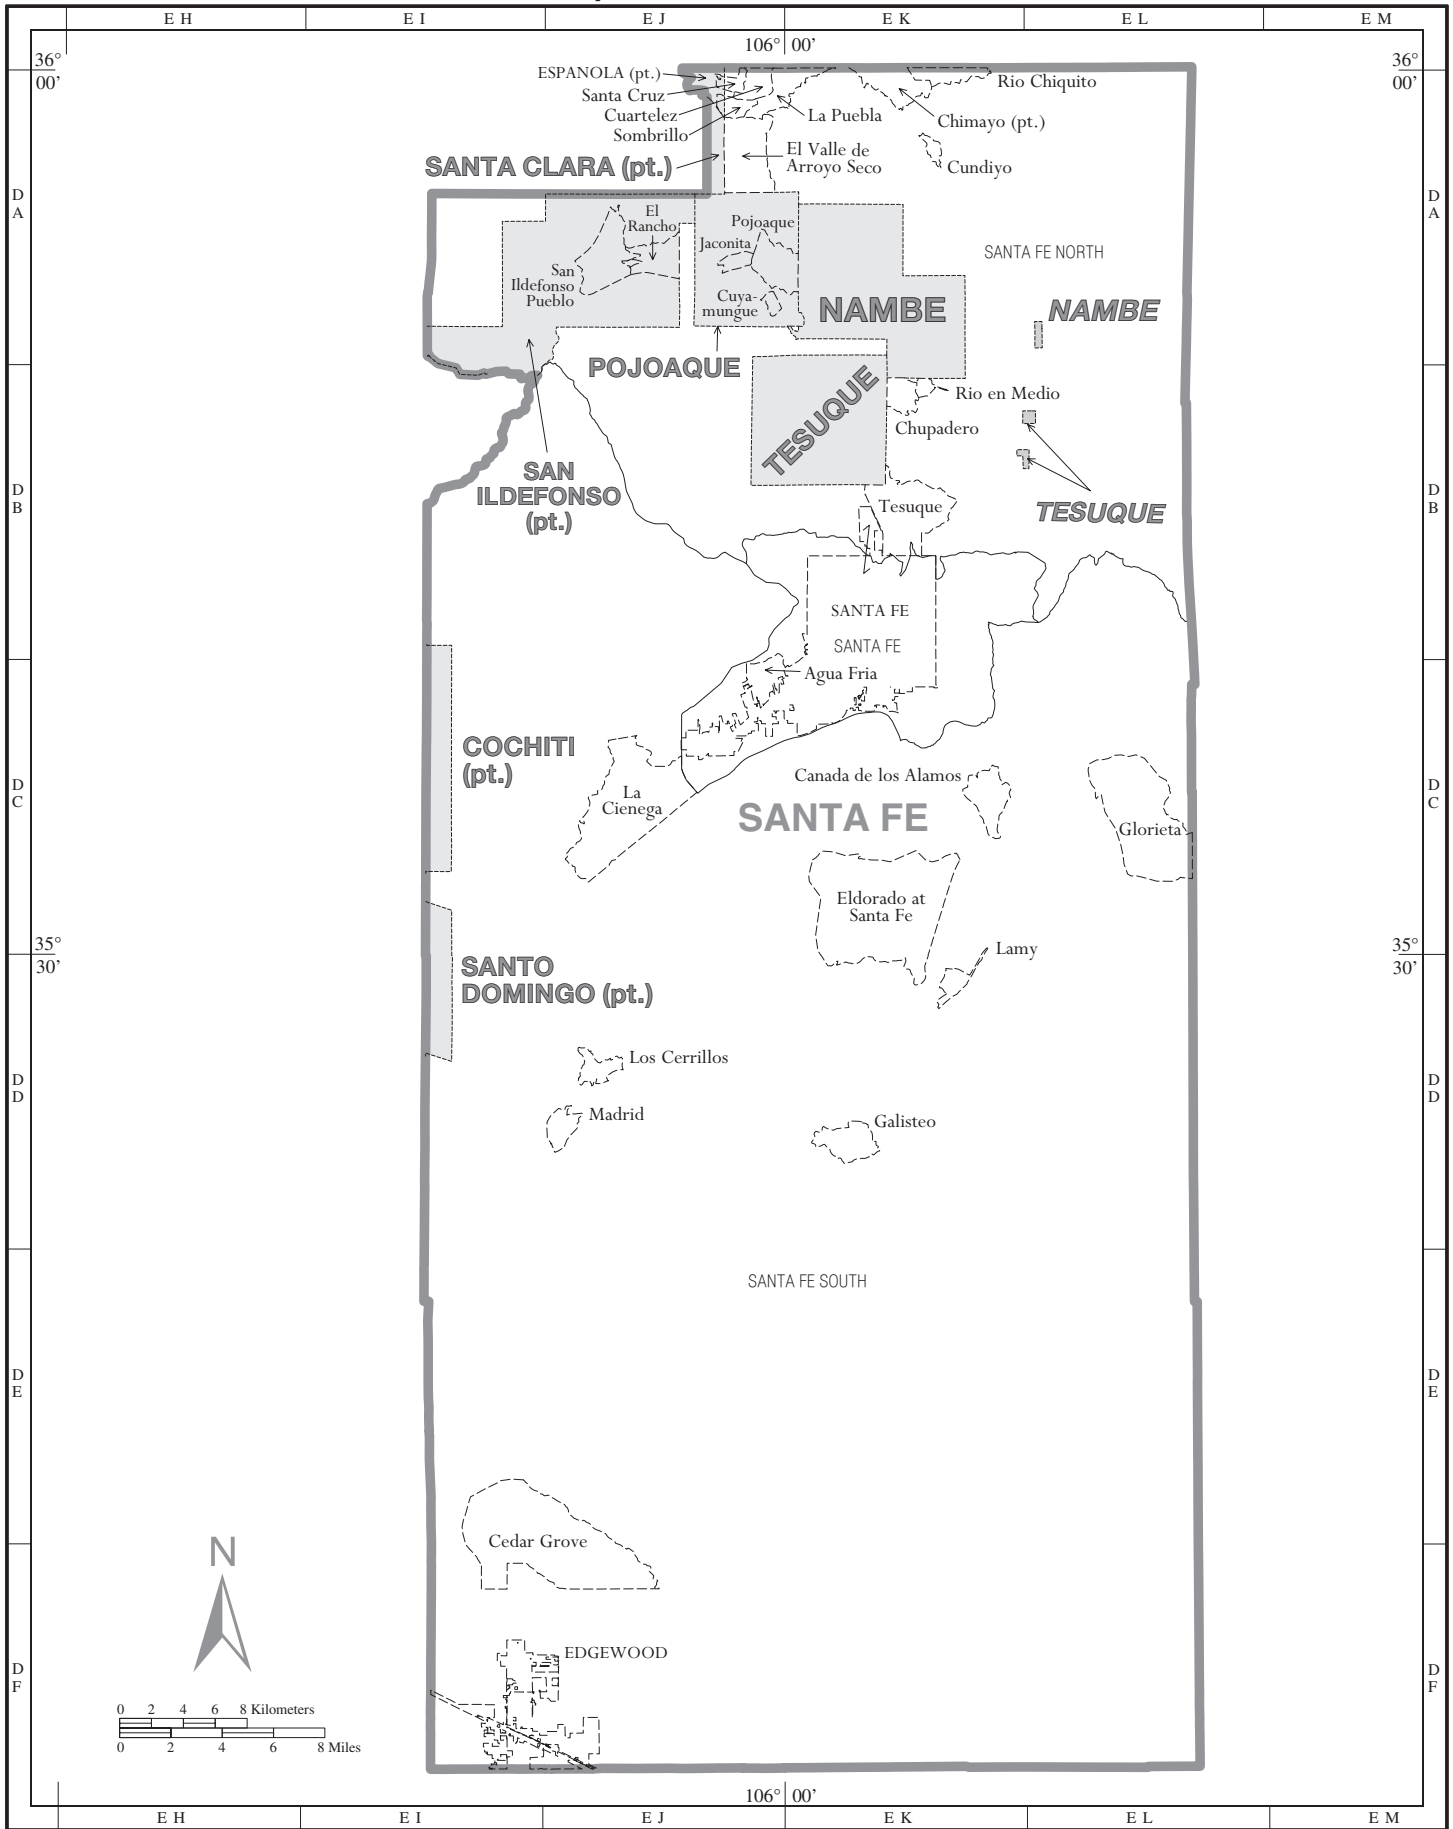 E H
E I
E J
E K
E L
E M
106° 00'
36°
00'
36°
00'
ESPANOLA (pt.)
Santa Cruz
Cuartelez
Sombrillo
La Puebla
Rio Chiquito
Chimayo (pt.)
Cundiyo
SANTA CLARA (pt.)
El Valle de
Arroyo Seco
D
A
D
A
El
Rancho
Pojoaque
Jaconita
San
Ildefonso
Pueblo
Cuya-
mungue
SANTA FE NORTH
NAMBE
NAMBE
POJOAQUE
TESUQUE
Rio en Medio
Chupadero
SAN
ILDEFONSO
(pt.)
D
B
D
B
Tesuque
TESUQUE
SANTA FE
SANTA FE
Agua Fria
COCHITI
(pt.)
D
C
D
C
La
Cienega
Canada de los Alamos
SANTA FE
Glorieta
Eldorado at
Santa Fe
Lamy
35°
30'
35°
30'
SANTO
DOMINGO (pt.)
Los Cerrillos
D
D
D
D
Madrid
Galisteo
SANTA FE SOUTH
D
E
D
E
Cedar Grove
N
EDGEWOOD
D
F
D
F
0 2 4 6 8 Kilometers
0 2 4 6 8 Miles
106° 00'
E H
E I
E J
E K
E L
E M